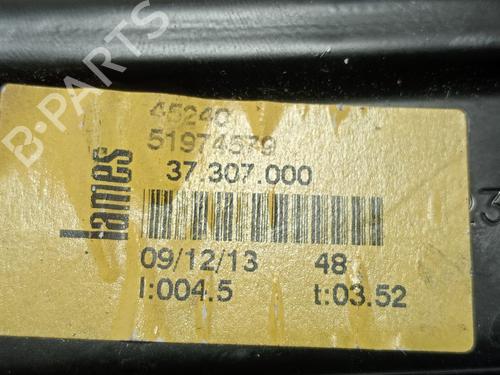 45240
51974579
37.307.000
lames
09/12/13 48
I:004.5 t:03.52
B-PARTS